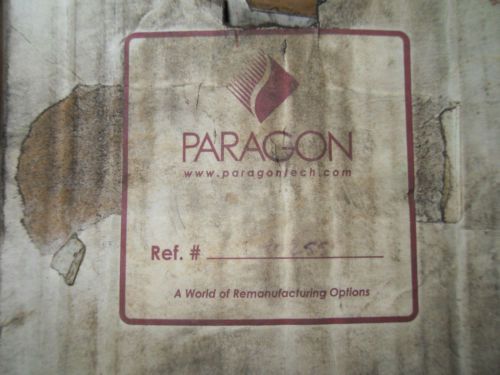 PARAGON
www.paragontech.com
Ref. #
A World of Remanufacturing Options